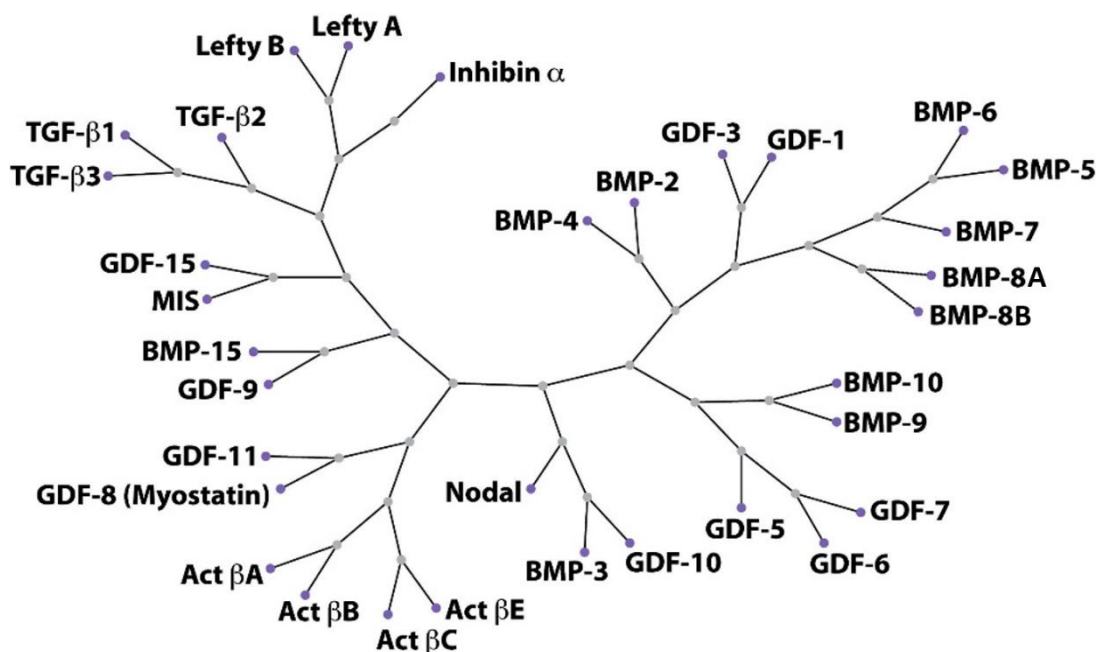 Lefty A
Lefty B
Inhibin α
TGF-β2
TGF-β1
TGF-β3
GDF-15
MIS
BMP-15
GDF-9
GDF-11
GDF-8 (Myostatin)
Act βA
Act βB
Act βC
Act βE
Nodal
BMP-3
GDF-10
BMP-4
BMP-2
GDF-3
GDF-1
BMP-6
BMP-5
BMP-7
BMP-8A
BMP-8B
BMP-10
BMP-9
GDF-7
GDF-5
GDF-6